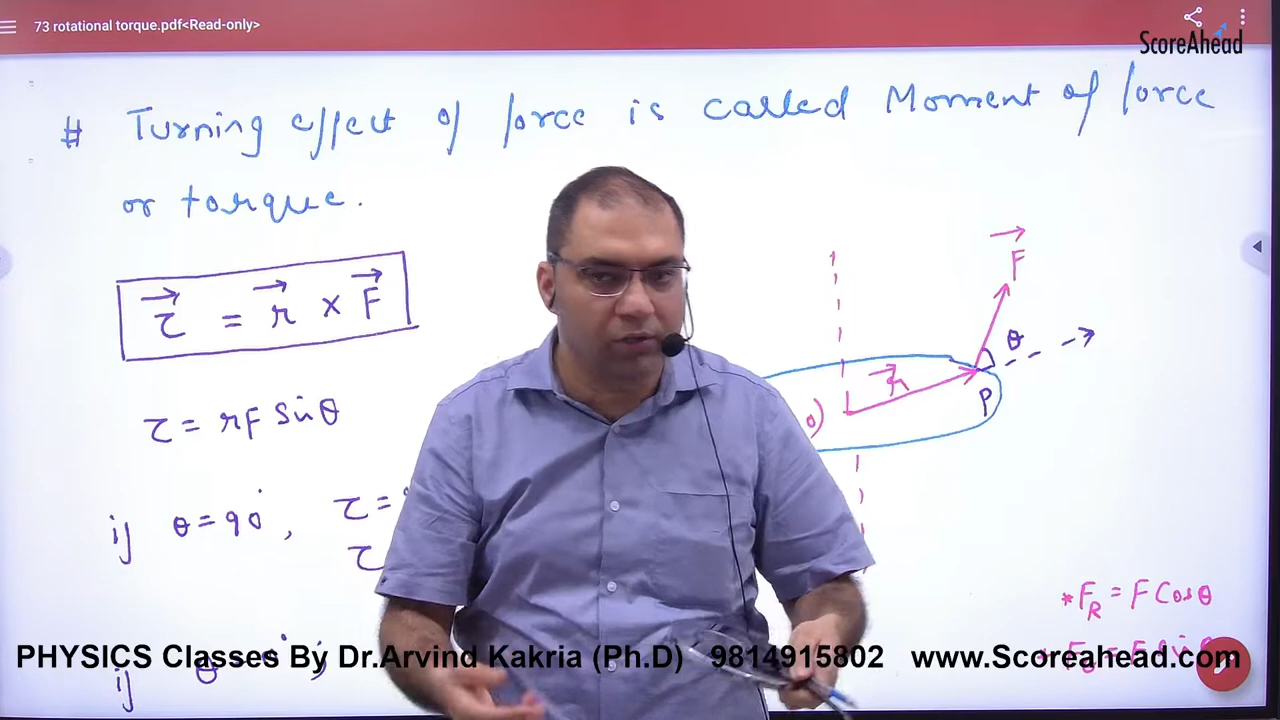 73 rotational torque.pdf<Read-only>
ScoreAhead
# Turning effect of force is called Moment of force
or torque.
τ⃗ = r⃗ × F⃗
τ = rF Sinθ
if θ = 90°, τ =
τ
if θ
F⃗
θ
r⃗
P
*F_R = F Cosθ
PHYSICS Classes By Dr.Arvind Kakria (Ph.D) 9814915802 www.Scoreahead.com